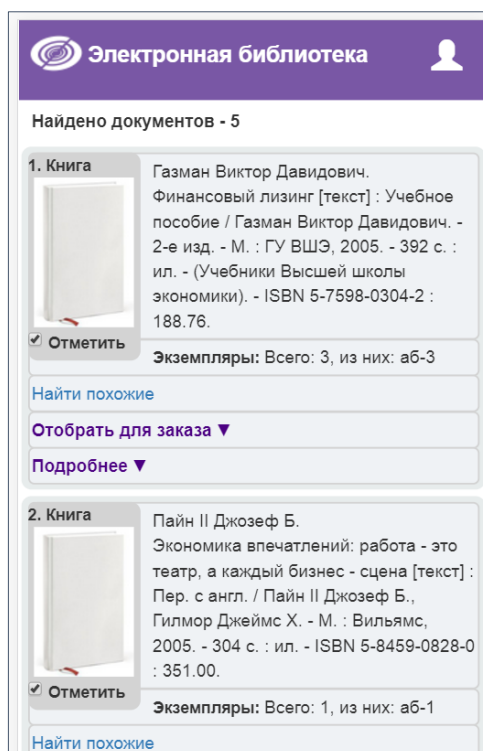 Электронная библиотека
Найдено документов - 5
1. Книга
Газман Виктор Давидович.
Финансовый лизинг [текст] : Учебное
пособие / Газман Виктор Давидович. -
2-е изд. - М. : ГУ ВШЭ, 2005. - 392 с. :
ил. - (Учебники Высшей школы
экономики). - ISBN 5-7598-0304-2 :
188.76.
Отметить
Экземпляры: Всего: 3, из них: аб-3
Найти похожие
Отобрать для заказа ▼
Подробнее ▼
2. Книга
Пайн II Джозеф Б.
Экономика впечатлений: работа - это
театр, а каждый бизнес - сцена [текст] :
Пер. с англ. / Пайн II Джозеф Б.,
Гилмор Джеймс Х. - М. : Вильямс,
2005. - 304 с. : ил. - ISBN 5-8459-0828-0
: 351.00.
Отметить
Экземпляры: Всего: 1, из них: аб-1
Найти похожие